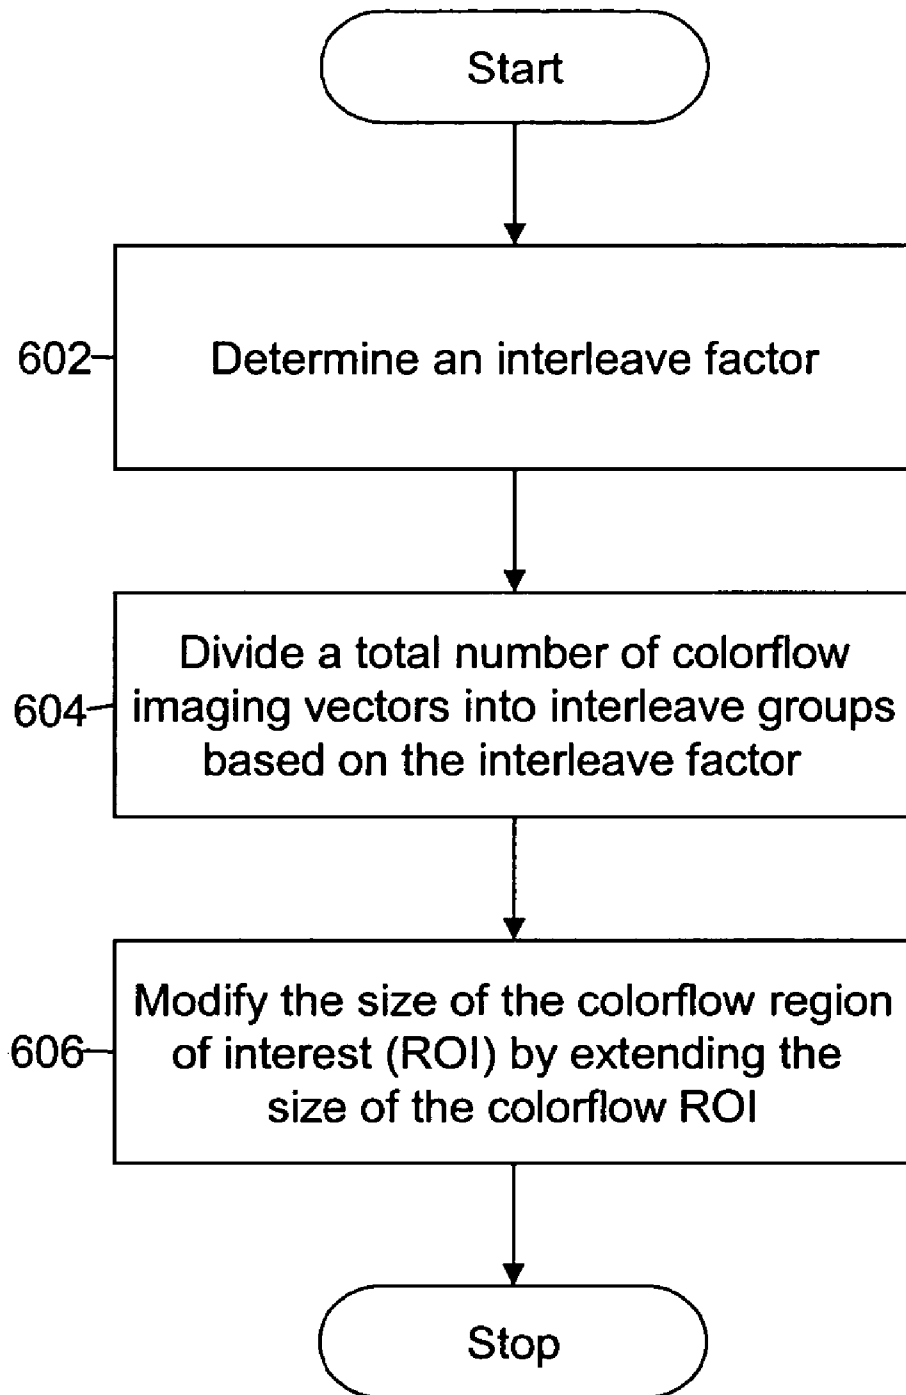 Start
602
Determine an interleave factor
604
Divide a total number of colorflow
imaging vectors into interleave groups
based on the interleave factor
606
Modify the size of the colorflow region
of interest (ROI) by extending the
size of the colorflow ROI
Stop